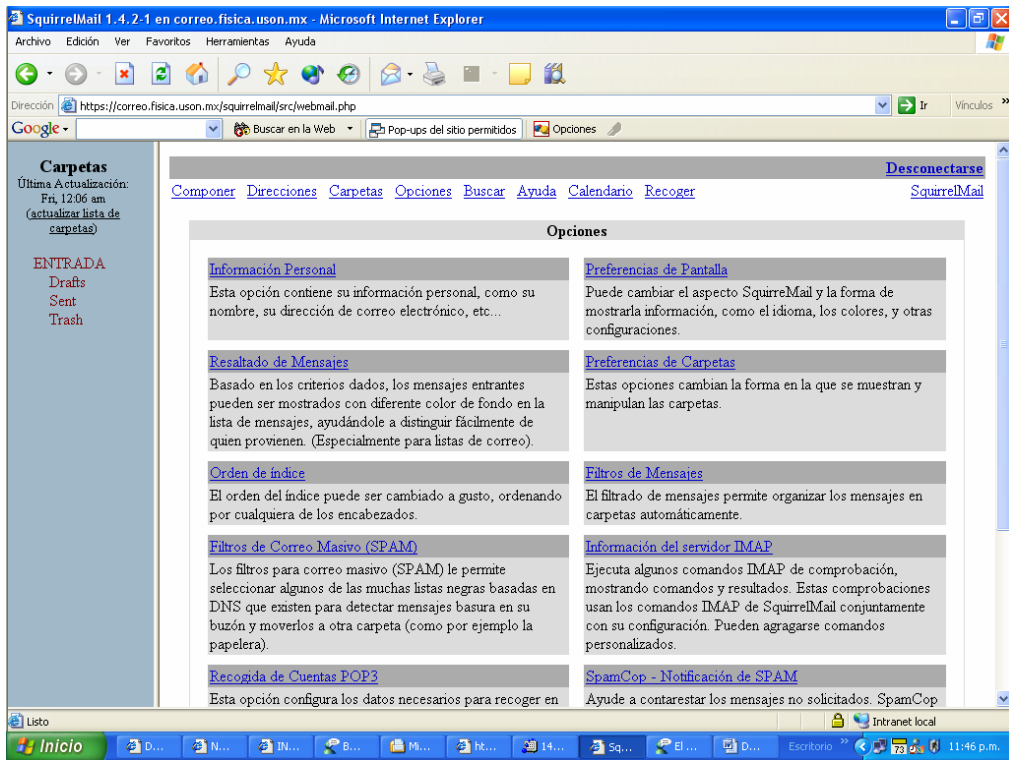 SquirrelMail 1.4.2-1 en correo.fisica.uson.mx - Microsoft Internet Explorer
Archivo Edición Ver Favoritos Herramientas Ayuda
Dirección https://correo.fisica.uson.mx/squirrelmail/src/webmail.php Ir Vínculos »
Google Buscar en la Web Pop-ups del sitio permitidos Opciones
Carpetas
Última Actualización:
Fri, 12:06 am
(actualizar lista de
carpetas)
ENTRADA
Drafts
Sent
Trash
Desconectarse
Componer Direcciones Carpetas Opciones Buscar Ayuda Calendario Recoger SquirrelMail
Opciones
Información Personal
Esta opción contiene su información personal, como su
nombre, su dirección de correo electrónico, etc...
Preferencias de Pantalla
Puede cambiar el aspecto SquirreMail y la forma de
mostrarla información, como el idioma, los colores, y otras
configuraciones.
Resaltado de Mensajes
Basado en los criterios dados, los mensajes entrantes
pueden ser mostrados con diferente color de fondo en la
lista de mensajes, ayudándole a distinguir fácilmente de
quien provienen. (Especialmente para listas de correo).
Preferencias de Carpetas
Estas opciones cambian la forma en la que se muestran y
manipulan las carpetas.
Orden de índice
El orden del índice puede ser cambiado a gusto, ordenando
por cualquiera de los encabezados.
Filtros de Mensajes
El filtrado de mensajes permite organizar los mensajes en
carpetas automáticamente.
Filtros de Correo Masivo (SPAM)
Los filtros para correo masivo (SPAM) le permite
seleccionar algunos de las muchas listas negras basadas en
DNS que existen para detectar mensajes basura en su
buzón y moverlos a otra carpeta (como por ejemplo la
papelera).
Información del servidor IMAP
Ejecuta algunos comandos IMAP de comprobación,
mostrando comandos y resultados. Estas comprobaciones
usan los comandos IMAP de SquirrelMail conjuntamente
con su configuración. Pueden agragarse comandos
personalizados.
Recogida de Cuentas POP3
Esta opción configura los datos necesarios para recoger en
SpamCop - Notificación de SPAM
Ayude a contarestar los mensajes no solicitados. SpamCop
Listo Intranet local
Inicio D... N... IN... B... Mi... ht... 14... Sq... El ... D... Escritorio » 73 11:46 p.m.